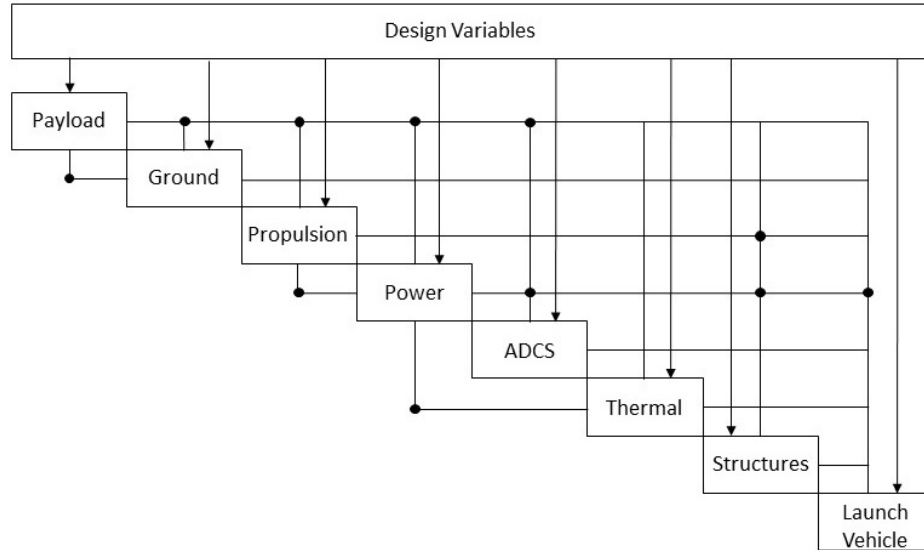 Design Variables
Payload
Ground
Propulsion
Power
ADCS
Thermal
Structures
Launch
Vehicle